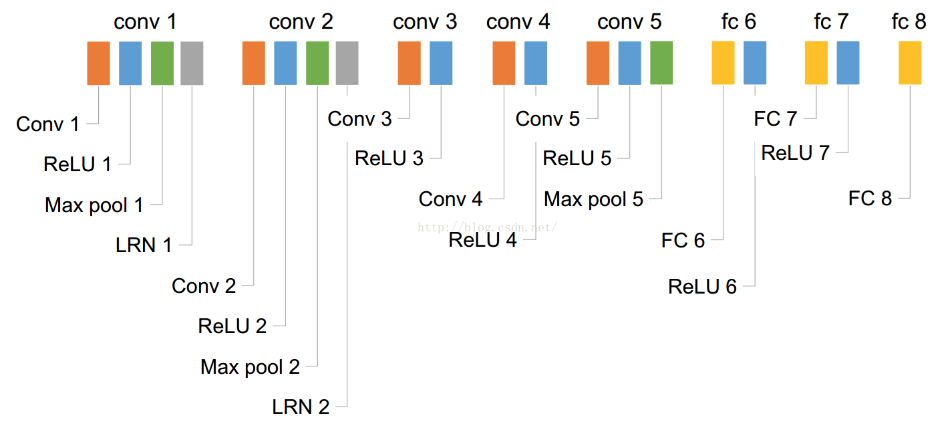 conv 1 conv 2 conv 3 conv 4 conv 5 fc 6 fc 7 fc 8
Conv 1
ReLU 1
Max pool 1
LRN 1
Conv 2
ReLU 2
Max pool 2
LRN 2
Conv 3
ReLU 3
Conv 4
ReLU 4
Conv 5
ReLU 5
Max pool 5
FC 6
ReLU 6
FC 7
ReLU 7
FC 8
http://blog.csdn.net/